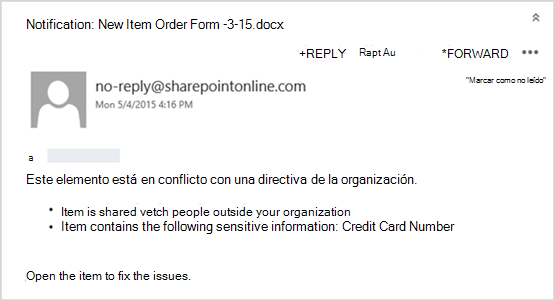 Notification: New Item Order Form -3-15.docx
+REPLY Rapt Au *FORWARD •••
"Marcar como no leído"
no-reply@sharepointonline.com
Mon 5/4/2015 4:16 PM
a
Este elemento está en conflicto con una directiva de la organización.
• Item is shared vetch people outside your organization
• Item contains the following sensitive information: Credit Card Number
Open the item to fix the issues.